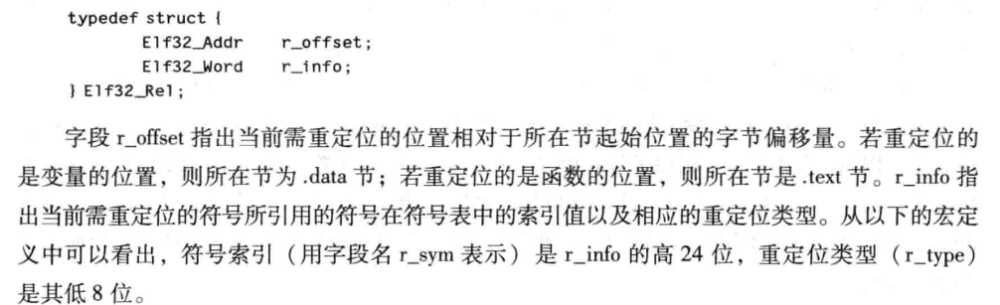 typedef struct {
Elf32_Addr r_offset;
Elf32_Word r_info;
} Elf32_Rel;
字段 r_offset 指出当前需重定位的位置相对于所在节起始位置的字节偏移量。若重定位的
是变量的位置，则所在节为 .data 节；若重定位的是函数的位置，则所在节是 .text 节。r_info 指
出当前需重定位的符号所引用的符号在符号表中的索引值以及相应的重定位类型。从以下的宏定
义中可以看出，符号索引（用字段名 r_sym 表示）是 r_info 的高 24 位，重定位类型（r_type）
是其低 8 位。